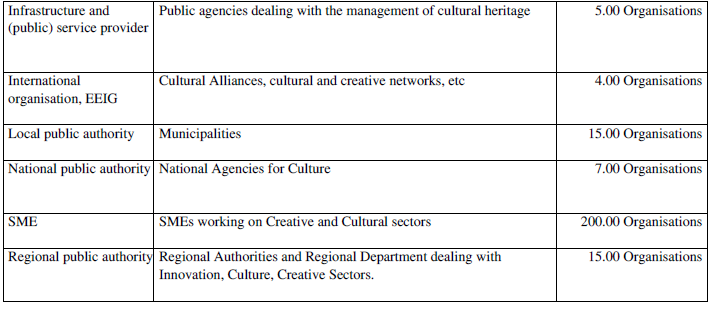 Infrastructure and Public agencies dealing with the management of cultural heritage 5.00 Organisations
(public) service provider
International Cultural Alliances, cultural and creative networks, etc 4.00 Organisations
organisation, EEIG
Local public authority Municipalities 15.00 Organisations
National public authority National Agencies for Culture 7.00 Organisations
SME SMEs working on Creative and Cultural sectors 200.00 Organisations
Regional public authority Regional Authorities and Regional Department dealing with 15.00 Organisations
Innovation, Culture, Creative Sectors.